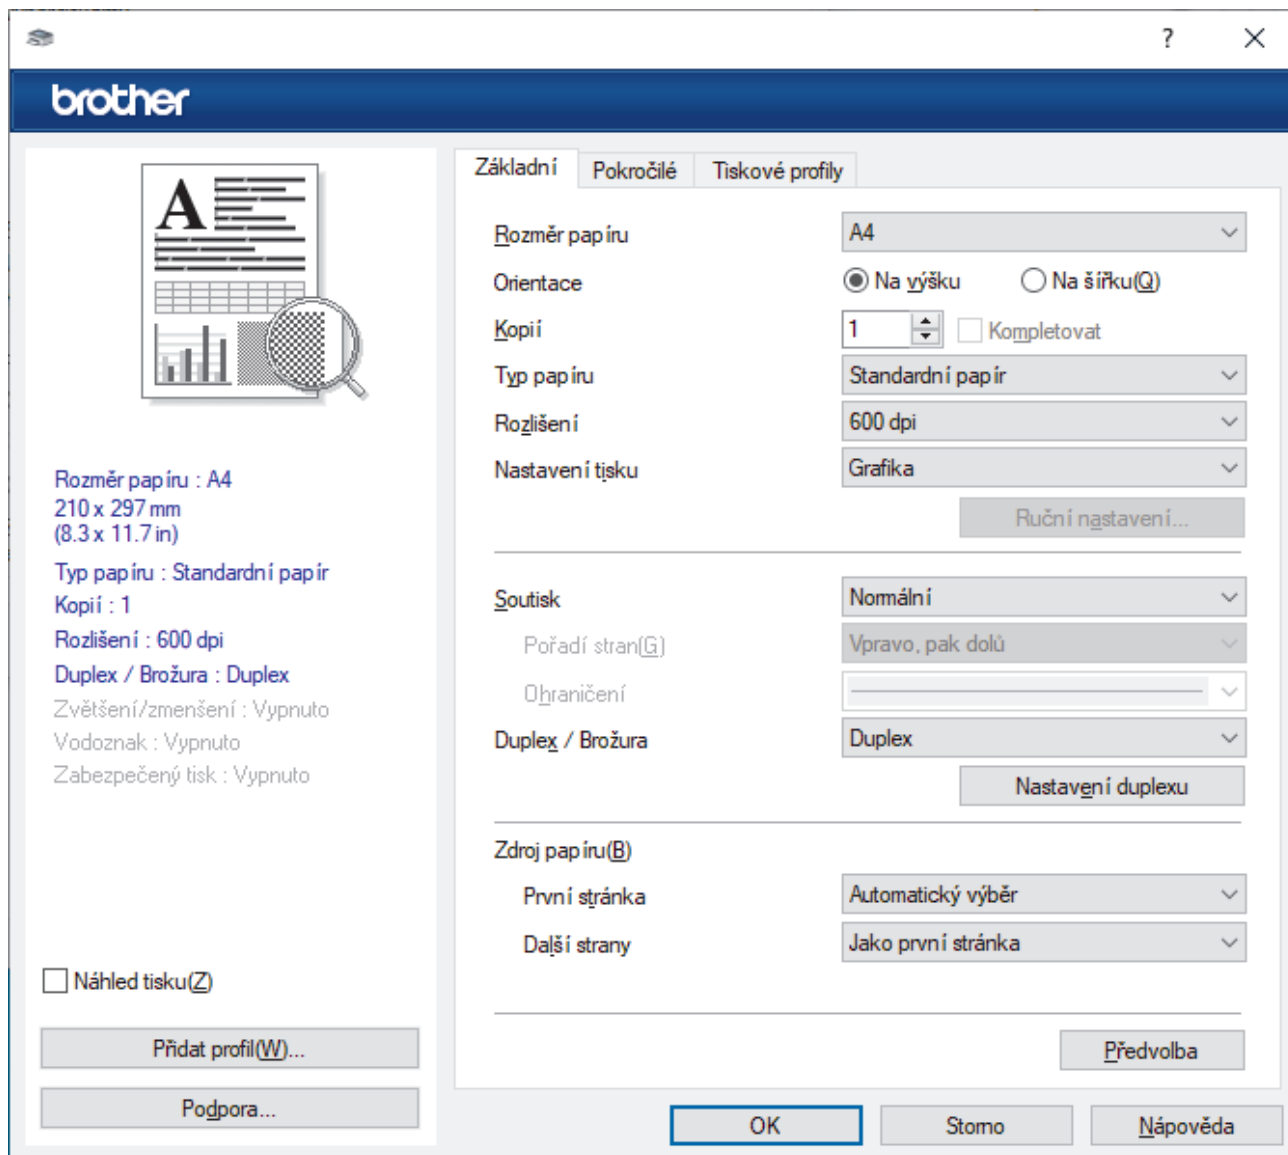 ?
brother
A
Základní
Pokročilé
Tiskové profily
Rozměr papíru
A4
Orientace
Na výšku
Na šířku(Q)
Kopií
1
Kompletovat
Typ papíru
Standardní papír
Rozlišení
600 dpi
Nastavení tisku
Grafika
Ruční nastavení...
Soutisk
Normální
Pořadí stran(G)
Vpravo, pak dolů
Ohraničení
Duplex / Brožura
Duplex
Nastavení duplexu
Zdroj papíru(B)
První stránka
Automatický výběr
Další strany
Jako první stránka
Předvolba
Rozměr papíru : A4
210 x 297 mm
(8.3 x 11.7 in)
Typ papíru : Standardní papír
Kopií : 1
Rozlišení : 600 dpi
Duplex / Brožura : Duplex
Zvětšení/zmenšení : Vypnuto
Vodoznak : Vypnuto
Zabezpečený tisk : Vypnuto
Náhled tisku(Z)
Přidat profil(W)...
Podpora...
OK
Storno
Nápověda